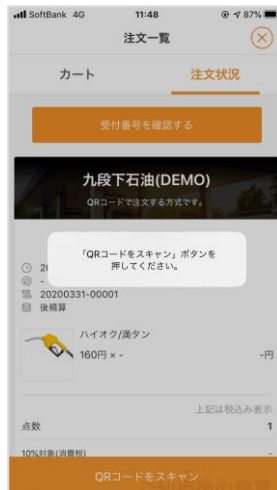 SoftBank 4G 11:48 87%
注文一覧
カート 注文状況
受付番号を確認する
九段下石油(DEMO)
QRコードで注文する方式です。
「QRコードをスキャン」ボタンを
押してください。
20200331-00001
後精算
ハイオク/満タン
160円 × - -円
上記は税込み表示
点数 1
10%対象(消費税) -
QRコードをスキャン